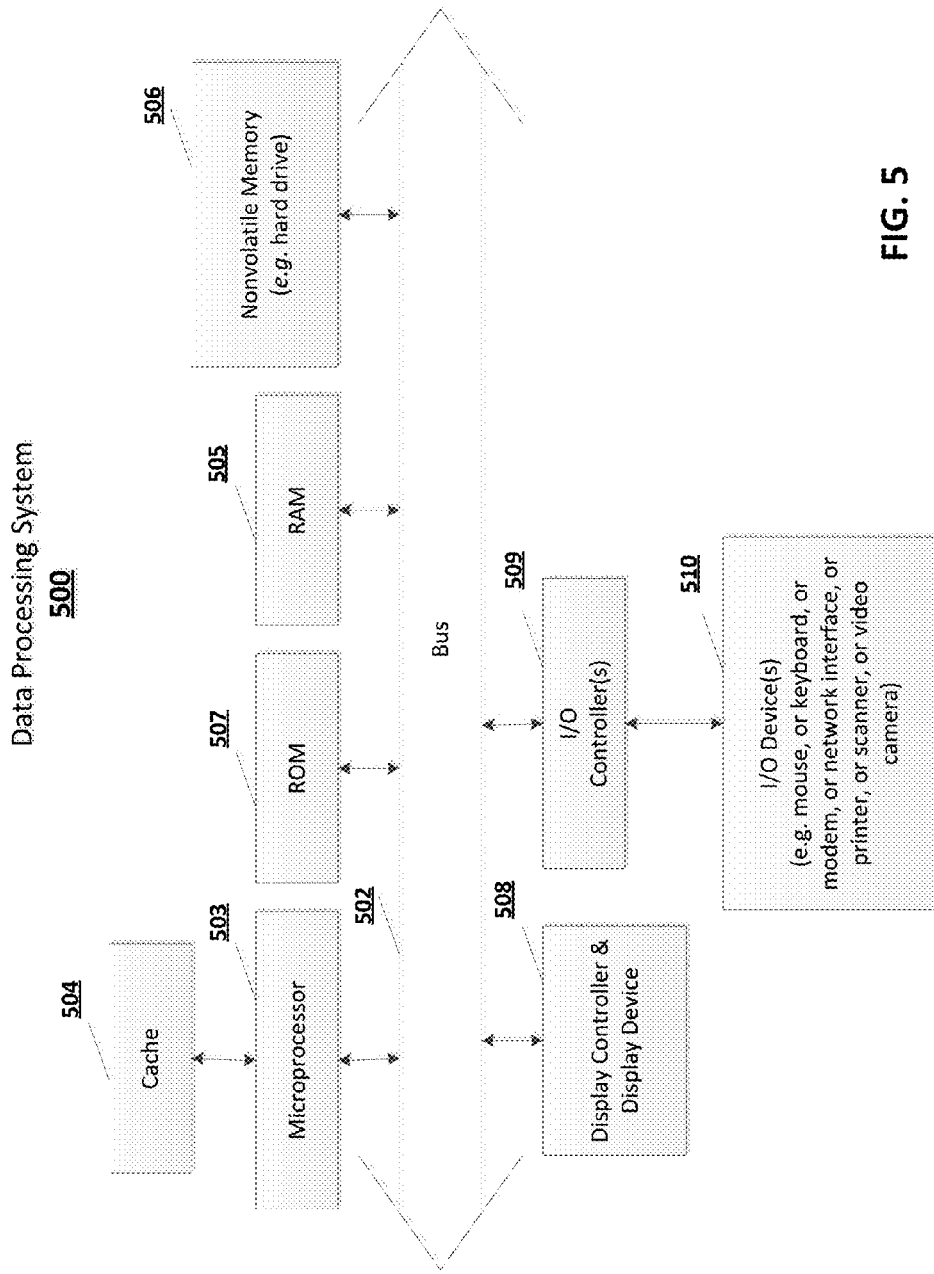 Data Processing System
500
504
Cache
503
Microprocessor
507
ROM
505
RAM
506
Nonvolatile Memory
(e.g. hard drive)
502
Bus
508
Display Controller &
Display Device
509
I/O
Controller(s)
510
I/O Device(s)
(e.g. mouse, or keyboard, or
modem, or network interface, or
printer, or scanner, or video
camera)
FIG. 5